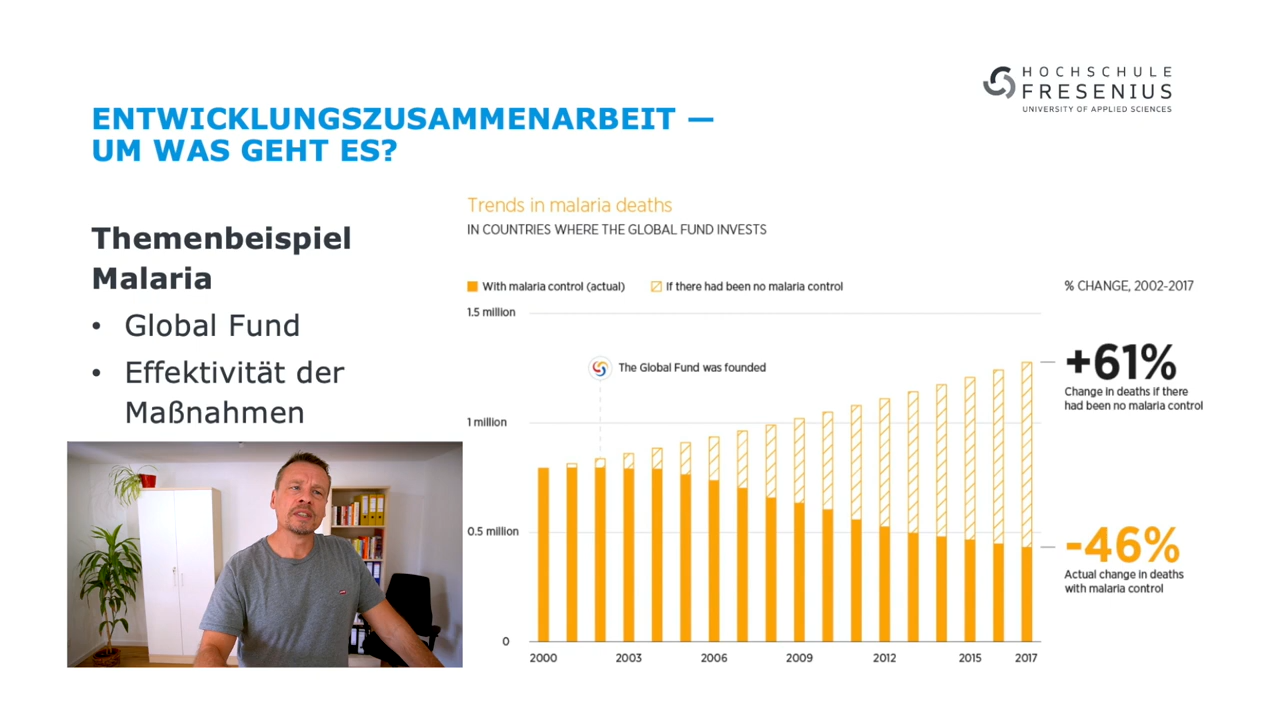 HOCHSCHULE
FRESENIUS
UNIVERSITY OF APPLIED SCIENCES
ENTWICKLUNGSZUSAMMENARBEIT —
UM WAS GEHT ES?
Themenbeispiel
Malaria
• Global Fund
• Effektivität der
Maßnahmen
Trends in malaria deaths
IN COUNTRIES WHERE THE GLOBAL FUND INVESTS
With malaria control (actual) If there had been no malaria control
% CHANGE, 2002-2017
1.5 million
The Global Fund was founded
+61%
Change in deaths if there
had been no malaria control
1 million
0.5 million
-46%
Actual change in deaths
with malaria control
0
2000 2003 2006 2009 2012 2015 2017